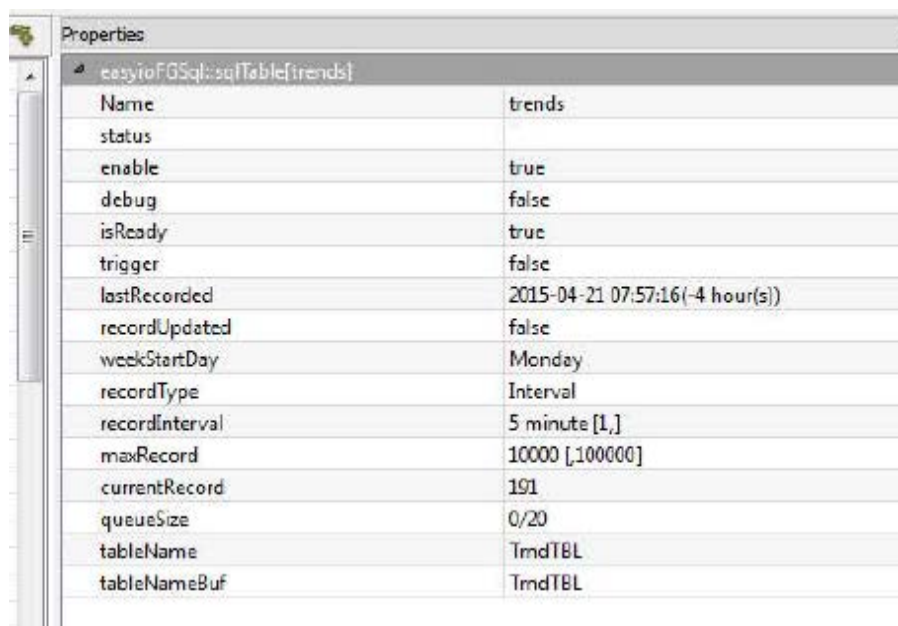 Properties
easyioFGSql::sqlTable[trends]
Name trends
status
enable true
debug false
isReady true
trigger false
lastRecorded 2015-04-21 07:57:16(-4 hour(s))
recordUpdated false
weekStartDay Monday
recordType Interval
recordInterval 5 minute [1,]
maxRecord 10000 [,100000]
currentRecord 191
queueSize 0/20
tableName TrndTBL
tableNameBuf TrndTBL